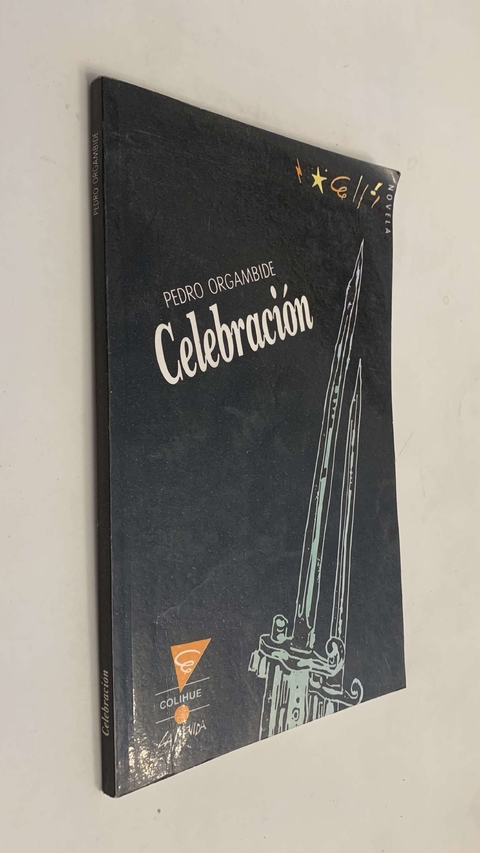 PEDRO ORGAMBIDE
Celebración
NOVELA
PEDRO ORGAMBIDE
Celebración
COLIHUE